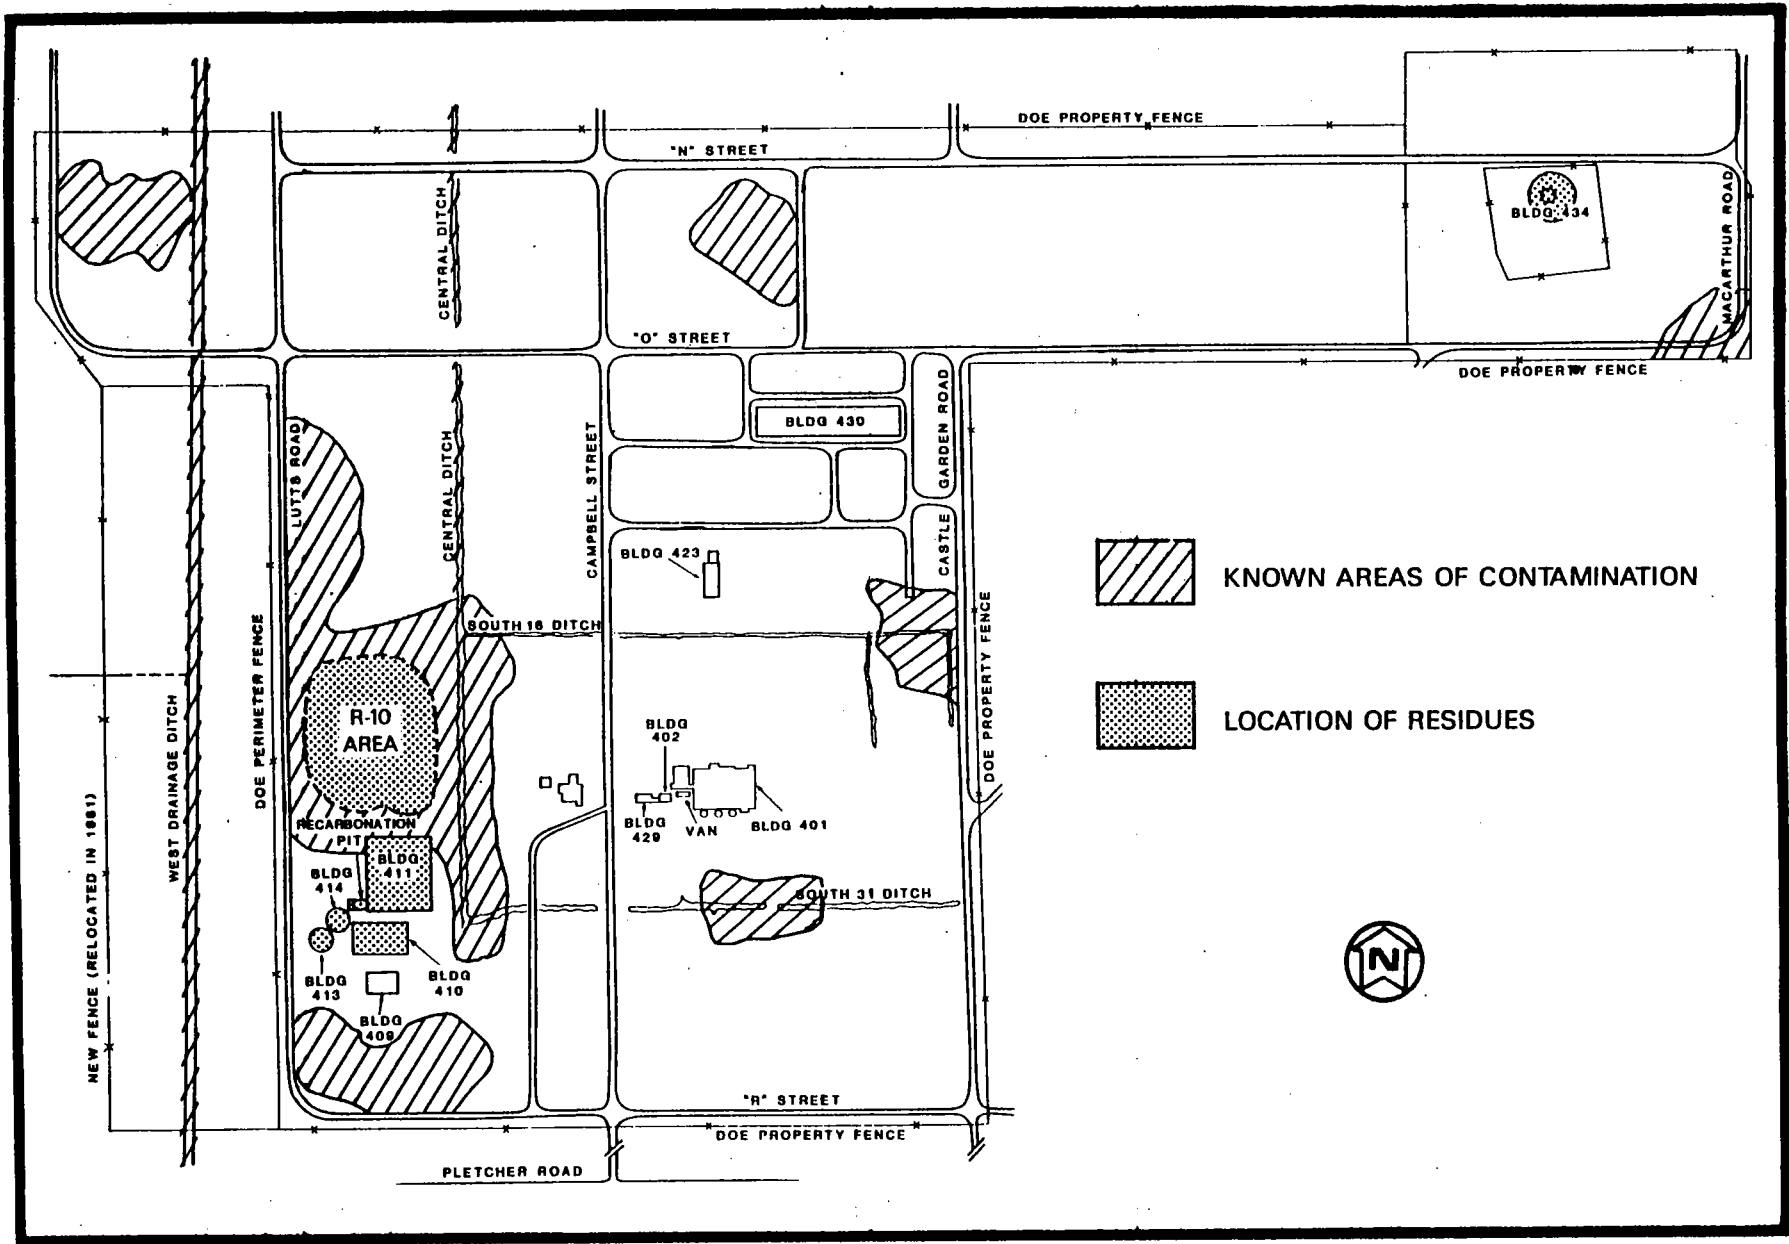 DOE PROPERTY FENCE
"N" STREET
CENTRAL DITCH
BLDG 434
MACARTHUR ROAD
"O" STREET
DOE PROPERTY FENCE
LUTTS ROAD
CENTRAL DITCH
CAMPBELL STREET
BLDG 430
CASTLE GARDEN ROAD
BLDG 423
KNOWN AREAS OF CONTAMINATION
SOUTH 16 DITCH
DOE PERIMETER FENCE
DOE PROPERTY FENCE
WEST DRAINAGE DITCH
NEW FENCE (RELOCATED IN 1981)
R-10
AREA
LOCATION OF RESIDUES
BLDG
402
BLDG
429
VAN
BLDG 401
RECARBONATION
PIT
BLDG
411
BLDG
414
SOUTH 31 DITCH
BLDG
413
BLDG
410
BLDG
409
N
"R" STREET
DOE PROPERTY FENCE
PLETCHER ROAD